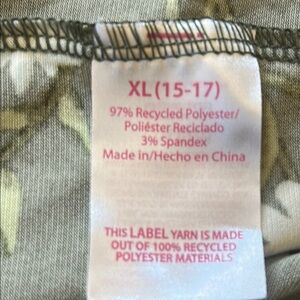 XL (15-17)
97% Recycled Polyester/
Poliéster Reciclado
3% Spandex
Made in/Hecho en China
THIS LABEL YARN IS MADE
OUT OF 100% RECYCLED
POLYESTER MATERIALS